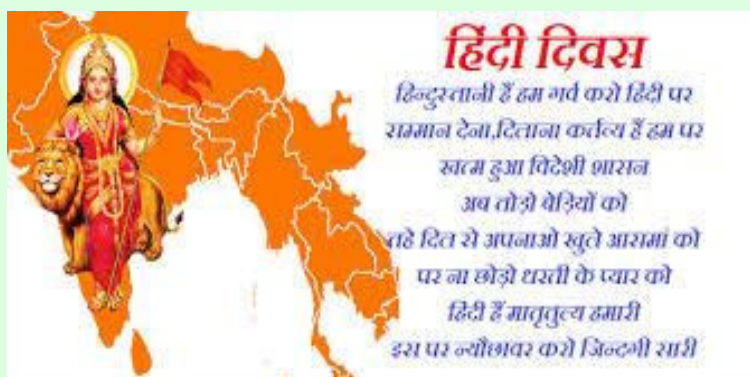 हिंदी दिवस
हिन्दुस्तानी हैं हम गर्व करो हिंदी पर
सम्मान देना,दिलाना कर्तव्य हैं हम पर
खत्म हुआ विदेशी शासन
अब तोड़ो बेड़ियों को
तहे दिल से अपनाओ खुले आसमां को
पर ना छोड़ो धरती के प्यार को
हिंदी हैं मातृतुल्य हमारी
इस पर न्यौछावर करो जिन्दगी सारी